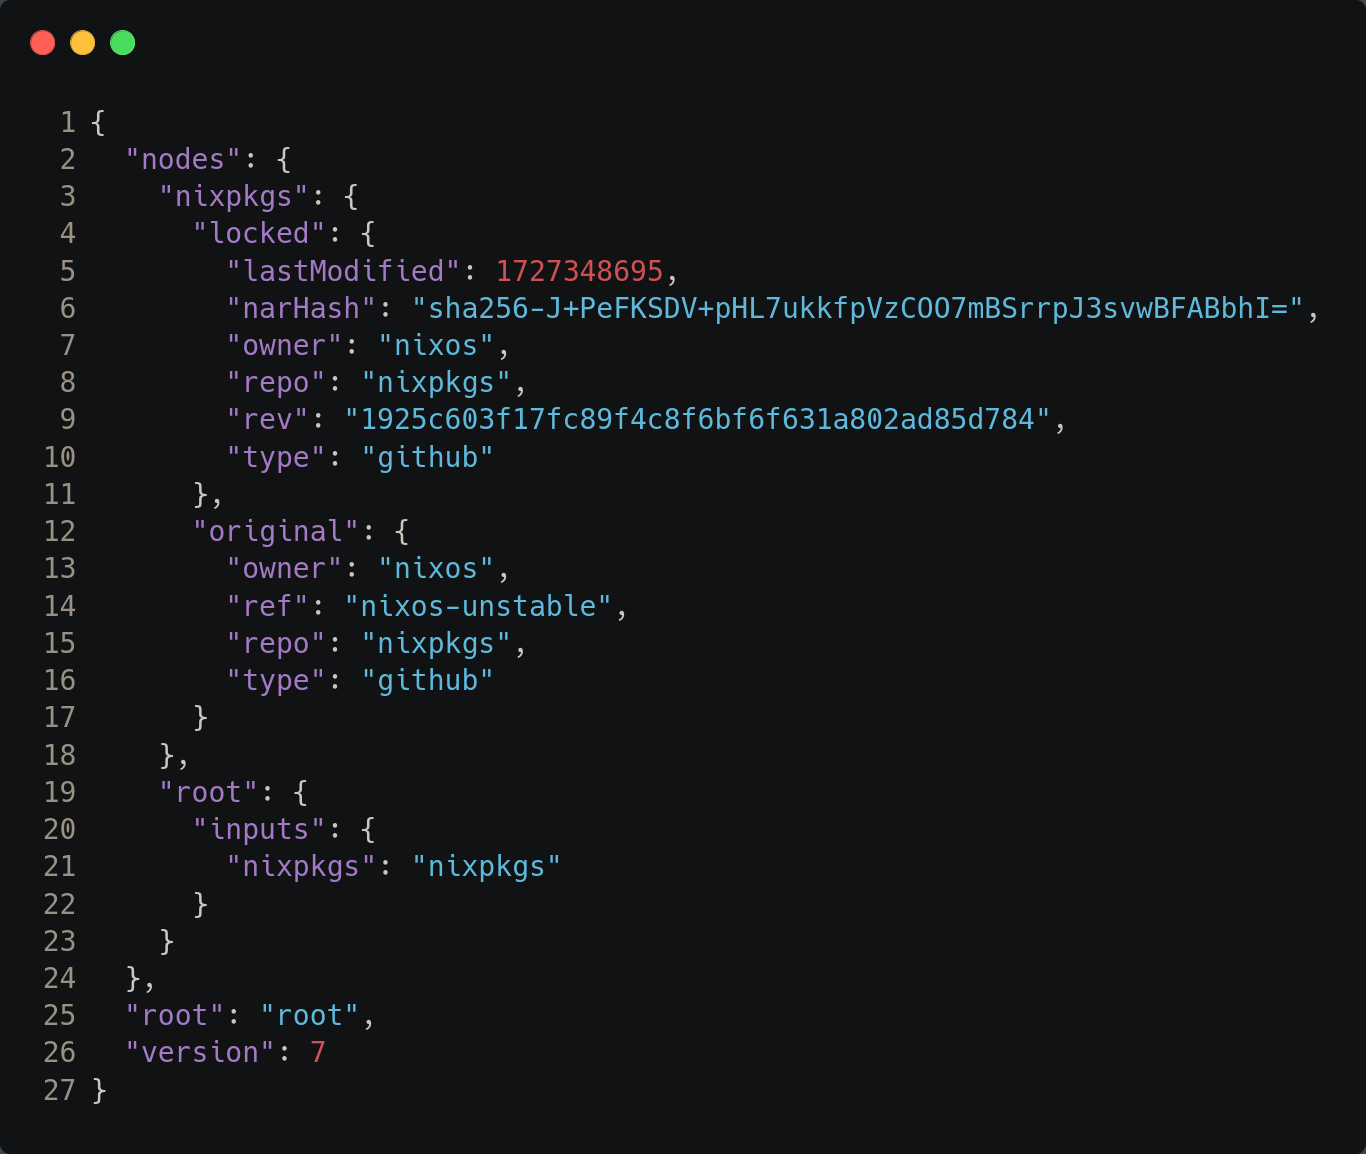 1 {
2   "nodes": {
3     "nixpkgs": {
4       "locked": {
5         "lastModified": 1727348695,
6         "narHash": "sha256-J+PeFKSDV+pHL7ukkfpVzCOO7mBSrrpJ3svwBFABbhI=",
7         "owner": "nixos",
8         "repo": "nixpkgs",
9         "rev": "1925c603f17fc89f4c8f6bf6f631a802ad85d784",
10         "type": "github"
11       },
12       "original": {
13         "owner": "nixos",
14         "ref": "nixos-unstable",
15         "repo": "nixpkgs",
16         "type": "github"
17       }
18     },
19     "root": {
20       "inputs": {
21         "nixpkgs": "nixpkgs"
22       }
23     }
24   },
25   "root": "root",
26   "version": 7
27 }